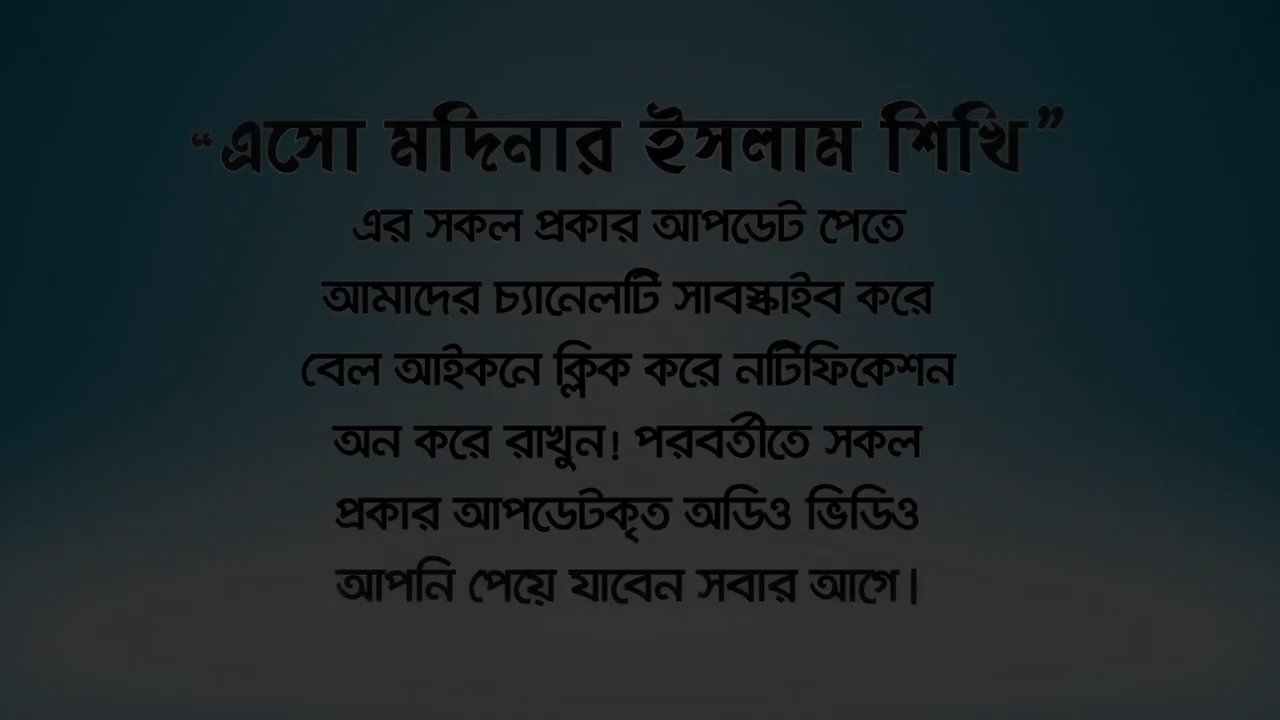 “এসো মদিনার ইসলাম শিখি”
এর সকল প্রকার আপডেট পেতে
আমাদের চ্যানেলটি সাবস্ক্রাইব করে
বেল আইকনে ক্লিক করে নটিফিকেশন
অন করে রাখুন! পরবর্তীতে সকল
প্রকার আপডেটকৃত অডিও ভিডিও
আপনি পেয়ে যাবেন সবার আগে।